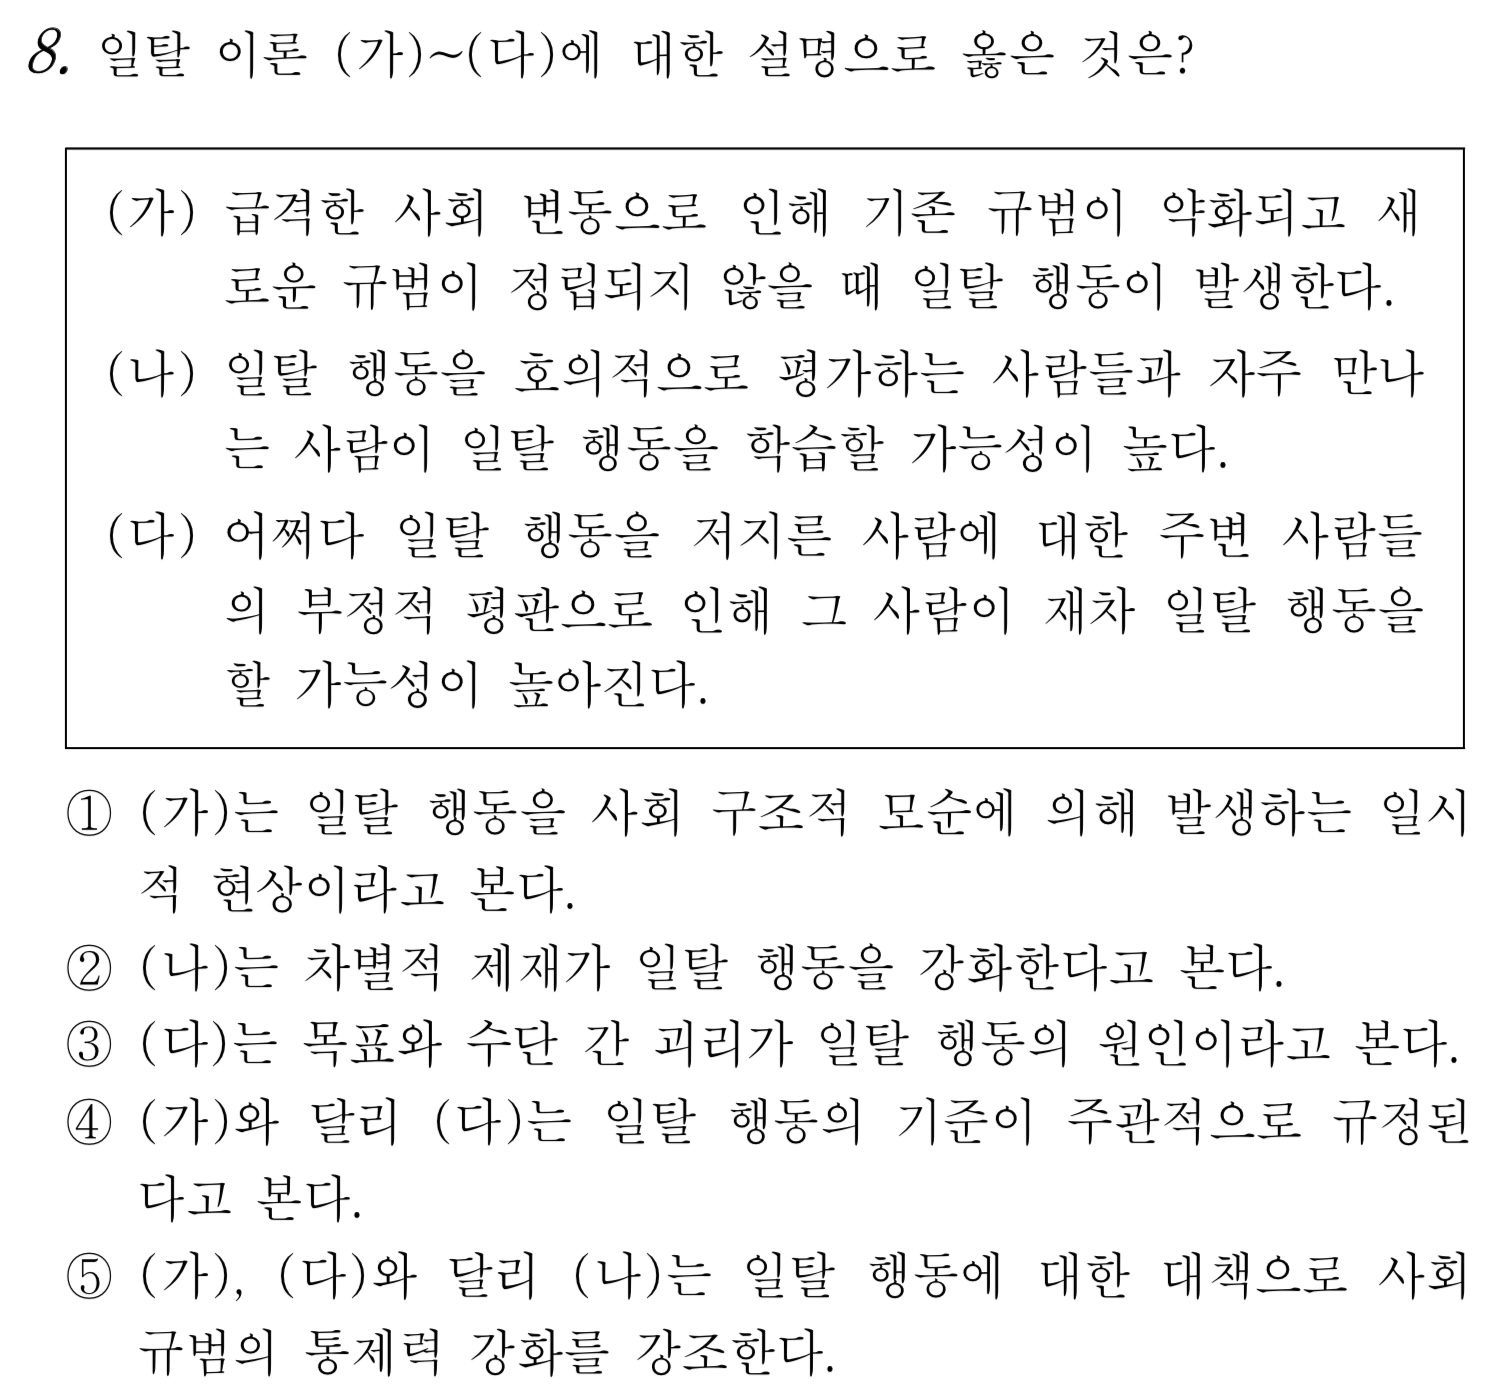 8. 일탈 이론 (가)~(다)에 대한 설명으로 옳은 것은?
(가) 급격한 사회 변동으로 인해 기존 규범이 약화되고 새
로운 규범이 정립되지 않을 때 일탈 행동이 발생한다.
(나) 일탈 행동을 호의적으로 평가하는 사람들과 자주 만나
는 사람이 일탈 행동을 학습할 가능성이 높다.
(다) 어쩌다 일탈 행동을 저지른 사람에 대한 주변 사람들
의 부정적 평판으로 인해 그 사람이 재차 일탈 행동을
할 가능성이 높아진다.
① (가)는 일탈 행동을 사회 구조적 모순에 의해 발생하는 일시
적 현상이라고 본다.
② (나)는 차별적 제재가 일탈 행동을 강화한다고 본다.
③ (다)는 목표와 수단 간 괴리가 일탈 행동의 원인이라고 본다.
④ (가)와 달리 (다)는 일탈 행동의 기준이 주관적으로 규정된
다고 본다.
⑤ (가), (다)와 달리 (나)는 일탈 행동에 대한 대책으로 사회
규범의 통제력 강화를 강조한다.